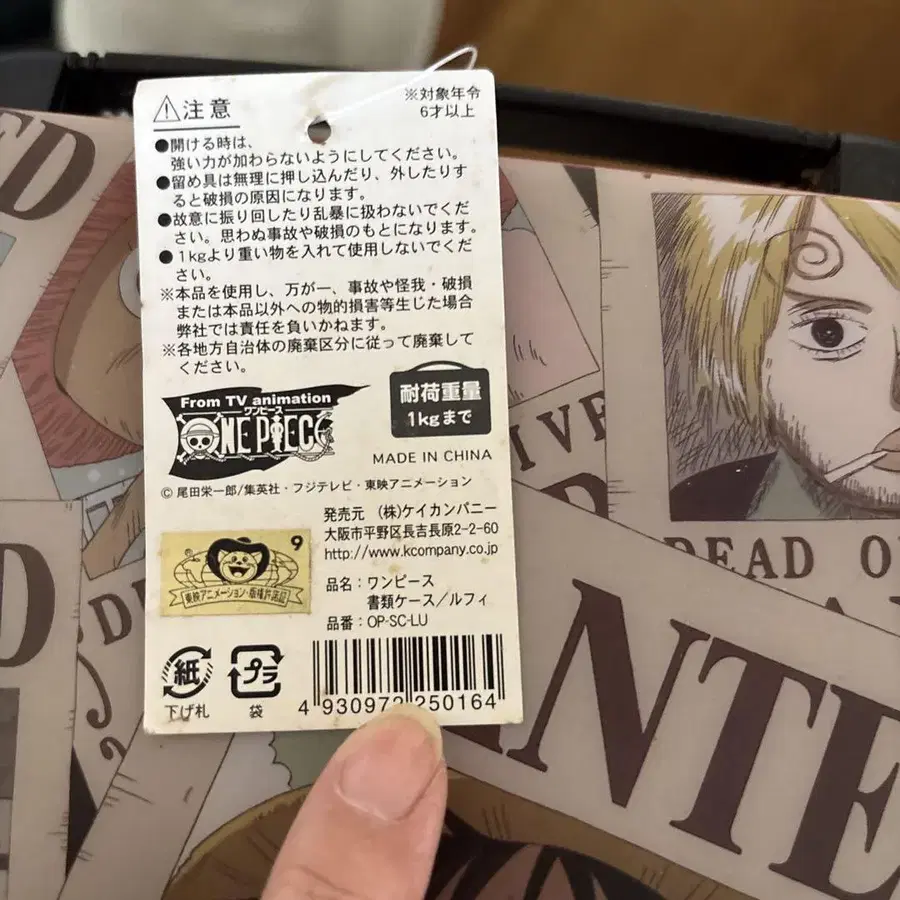 ⚠注意
※対象年令
6才以上
●開ける時は、
強い力が加わらないようにしてください。
●留め具は無理に押し込んだり、外したりす
ると破損の原因になります。
●故意に振り回したり乱暴に扱わないでくだ
さい。思わぬ事故や破損のもとになります。
●1kgより重い物を入れて使用しないでくだ
さい。
※本品を使用し、万が一、事故や怪我・破損
または本品以外への物的損害等生じた場合
弊社では責任を負いかねます。
※各地方自治体の廃棄区分に従って廃棄して
ください。
From TV animation
ワンピース
ONE PIECE
耐荷重量
1kgまで
MADE IN CHINA
© 尾田栄一郎/集英社・フジテレビ・東映アニメーション
発売元 (株)ケイカンパニー
大阪市平野区長吉長原2-2-60
http://www.kcompany.co.jp
9
東映アニメーション・版権許諾証
品名：ワンピース
書類ケース/ルフィ
品番：OP-SC-LU
紙
下げ札
プラ
袋
4 930972 250164
ED
IVE
D
DEAD O
D
D
ANTE